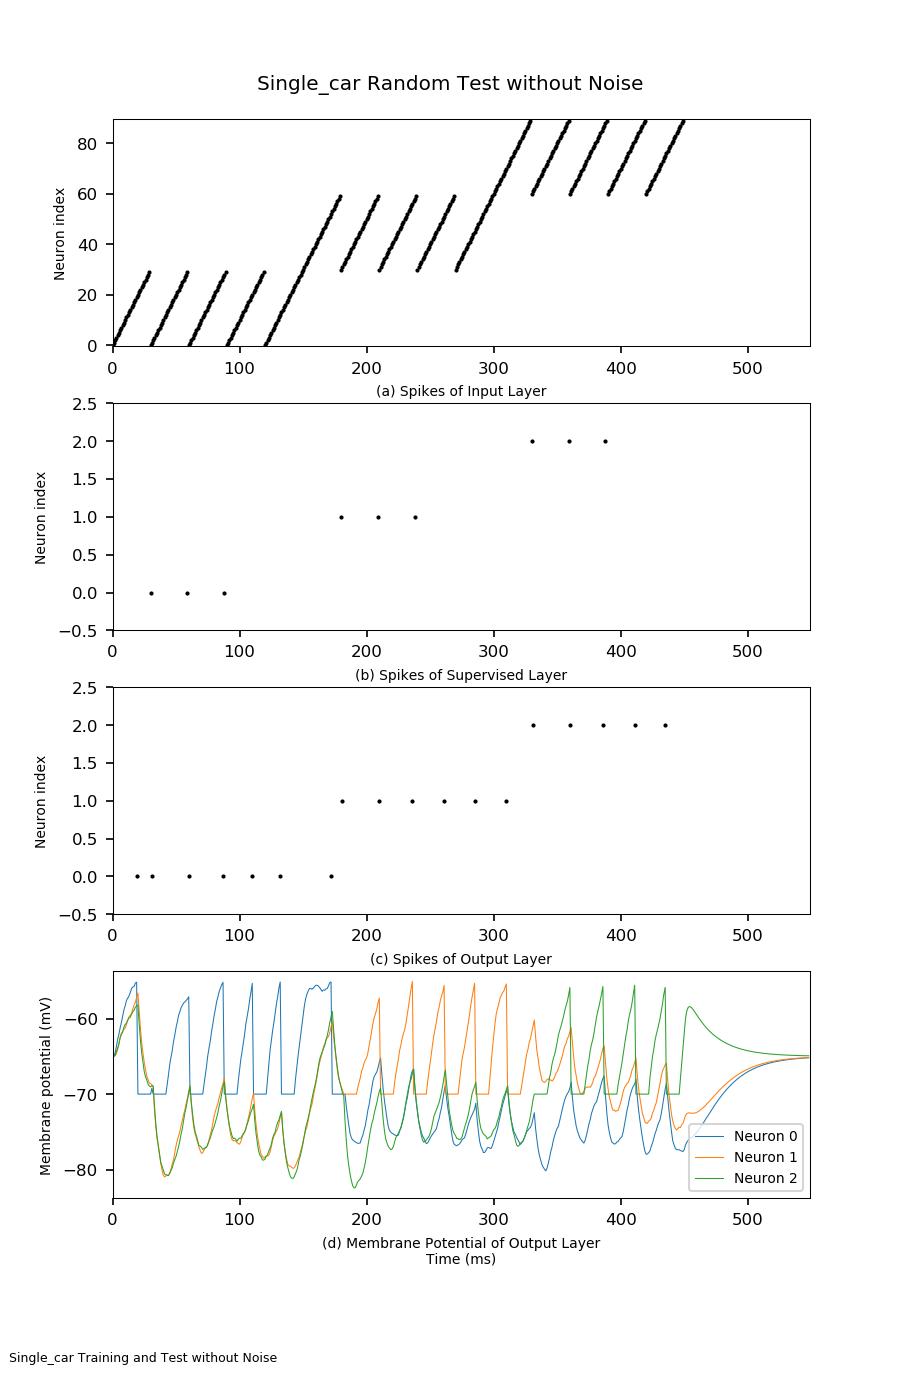 Single_car Random Test without Noise
80
60
40
20
0
Neuron index
0 100 200 300 400 500
(a) Spikes of Input Layer
2.5
2.0
1.5
1.0
0.5
0.0
−0.5
Neuron index
0 100 200 300 400 500
(b) Spikes of Supervised Layer
2.5
2.0
1.5
1.0
0.5
0.0
−0.5
Neuron index
0 100 200 300 400 500
(c) Spikes of Output Layer
−60
−70
−80
Membrane potential (mV)
Neuron 0
Neuron 1
Neuron 2
0 100 200 300 400 500
(d) Membrane Potential of Output Layer
Time (ms)
Single_car Training and Test without Noise